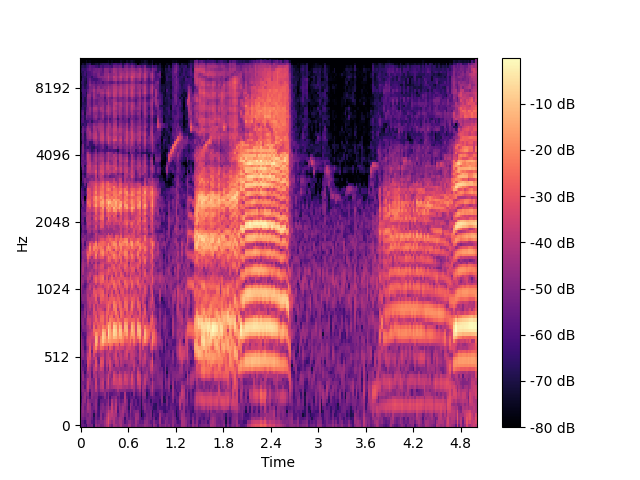 8192
4096
2048
1024
512
0
Hz
0 0.6 1.2 1.8 2.4 3 3.6 4.2 4.8
Time
-10 dB
-20 dB
-30 dB
-40 dB
-50 dB
-60 dB
-70 dB
-80 dB